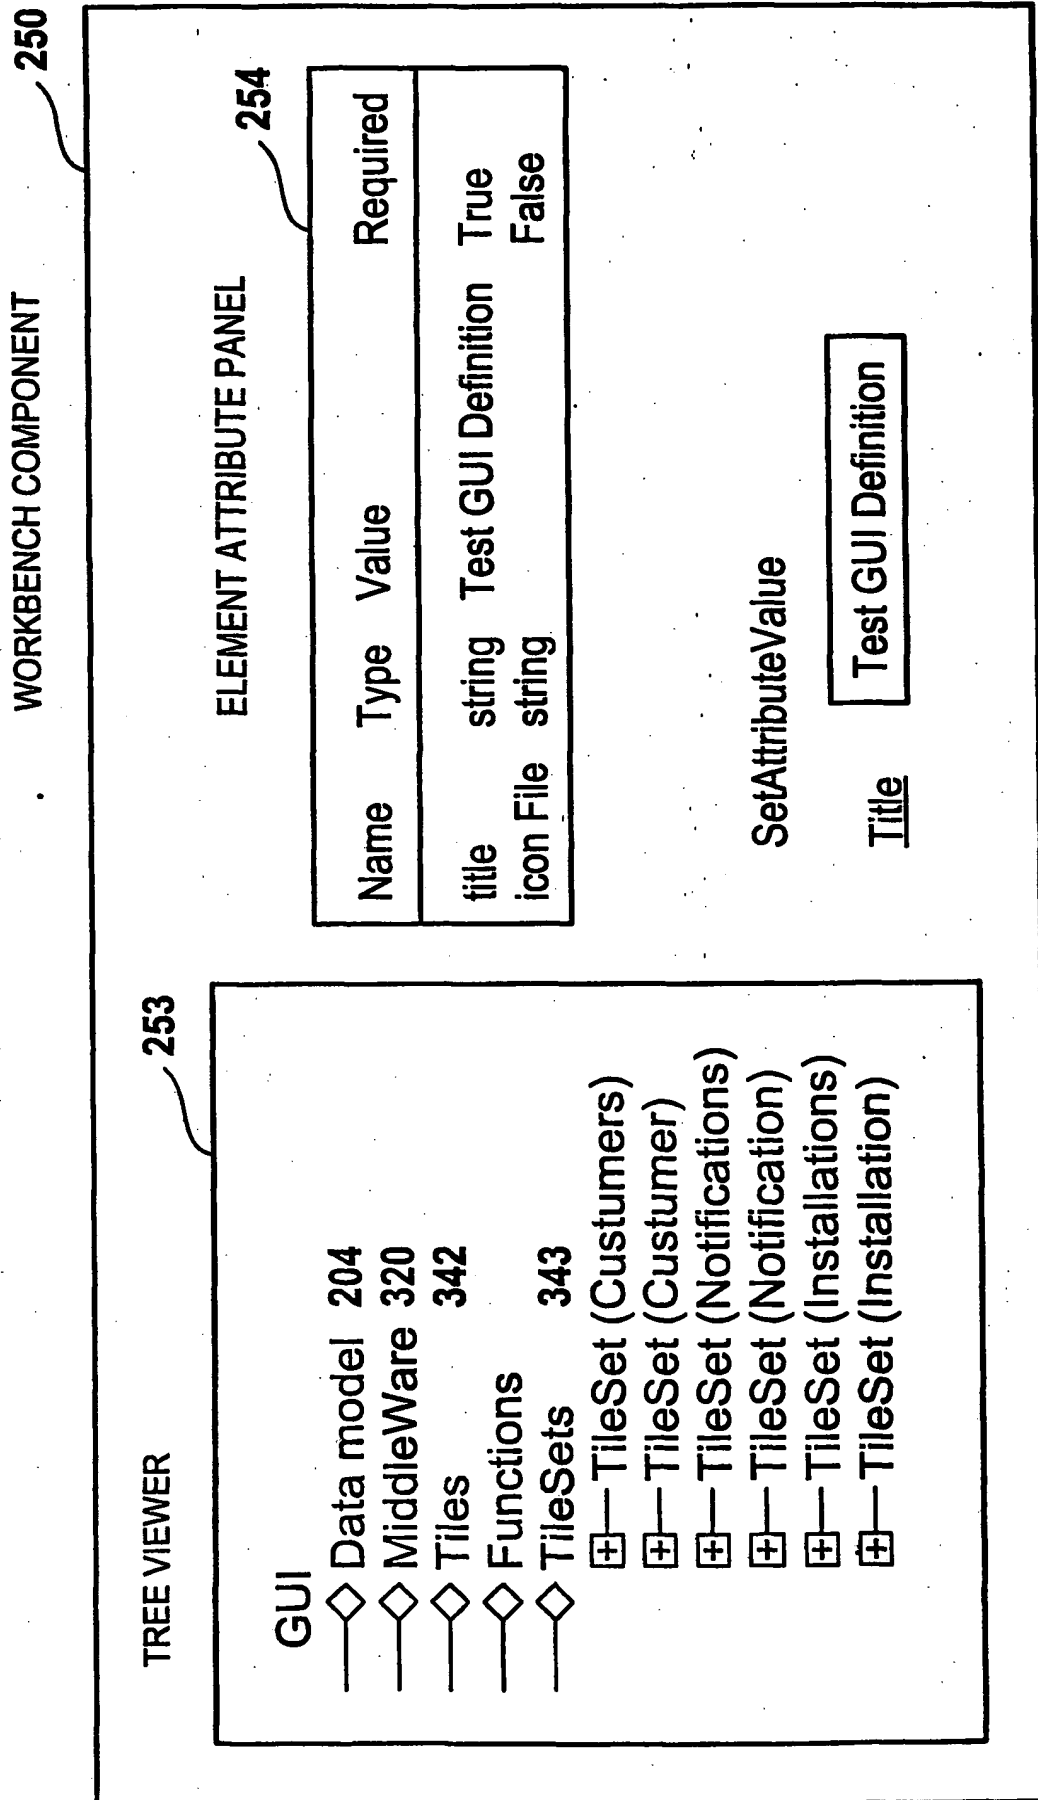 WORKBENCH COMPONENT
250
TREE VIEWER
253
GUI
Data model 204
MiddleWare 320
Tiles 342
Functions
TileSets 343
TileSet (Custumers)
TileSet (Custumer)
TileSet (Notifications)
TileSet (Notification)
TileSet (Installations)
TileSet (Installation)
ELEMENT ATTRIBUTE PANEL
254
Name Type Value Required
title string Test GUI Definition True
icon File string False
SetAttributeValue
Title Test GUI Definition